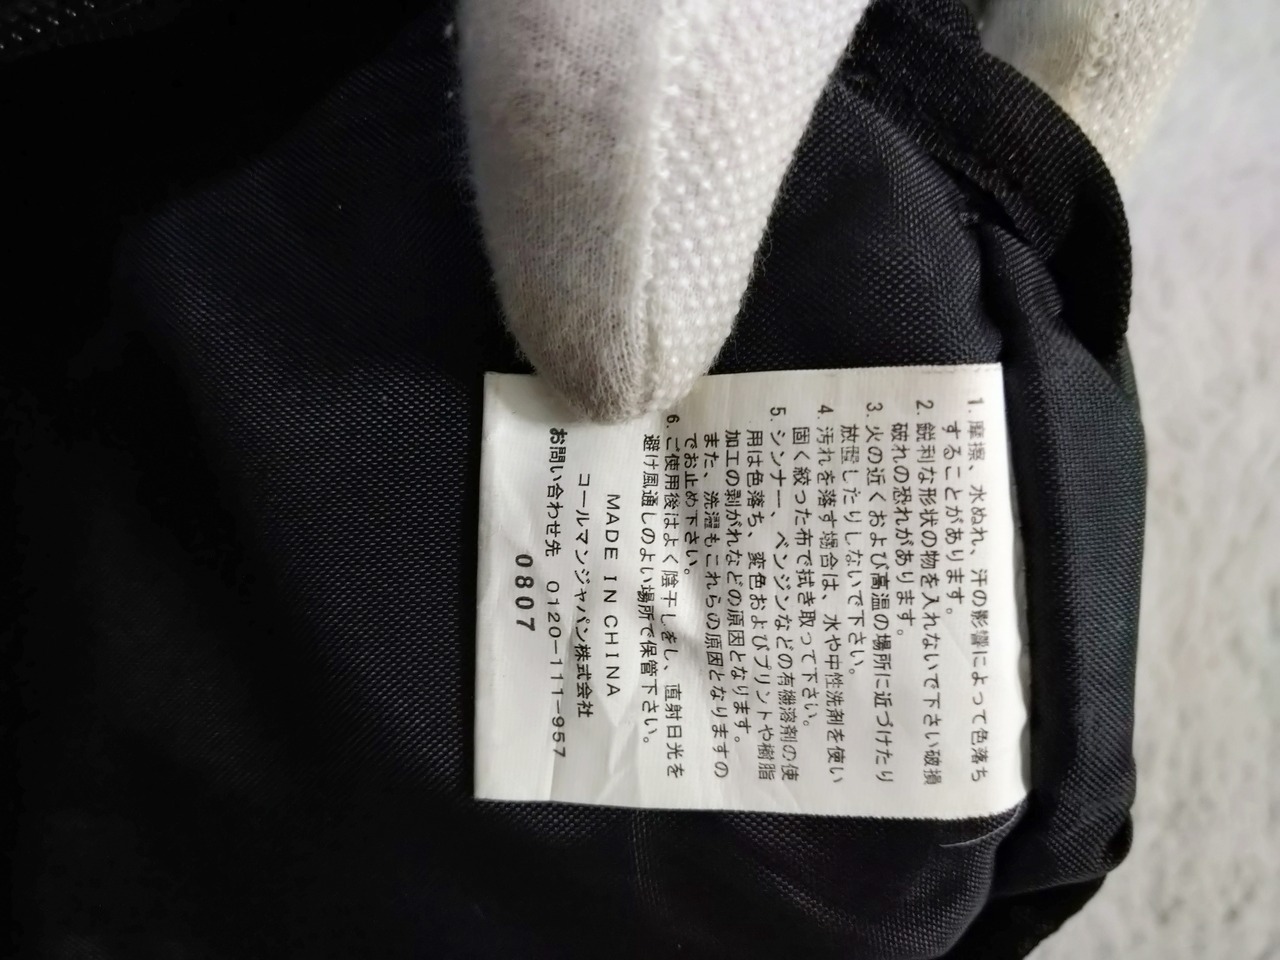 1. 摩擦、水ぬれ、汗の影響によって色落ち
することがあります。
2. 鋭利な形状の物を入れないで下さい破損
破れの恐れがあります。
3. 火の近くおよび高温の場所に近づけたり
放置したりしないで下さい。
4. 汚れを落す場合は、水や中性洗剤を使い
固く絞った布で拭き取って下さい。
5. シンナー、ベンジンなどの有機溶剤の使
用は色落ち、変色およびプリントや樹脂
加工の剥がれなどの原因となります。
また、洗濯もこれらの原因となりますの
でお止め下さい。
6. ご使用後はよく陰干しをし、直射日光を
避け風通しのよい場所で保管下さい。
MADE IN CHINA
コールマンジャパン株式会社
お問い合わせ先 0120-111-957
0807